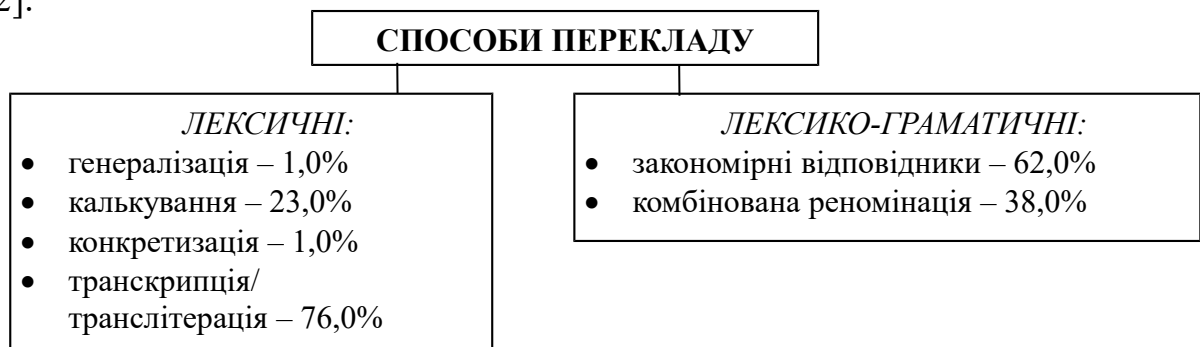 2].
СПОСОБИ ПЕРЕКЛАДУ
ЛЕКСИЧНІ:
• генералізація – 1,0%
• калькування – 23,0%
• конкретизація – 1,0%
• транскрипція/
транслітерація – 76,0%
ЛЕКСИКО-ГРАМАТИЧНІ:
• закономірні відповідники – 62,0%
• комбінована реномінація – 38,0%